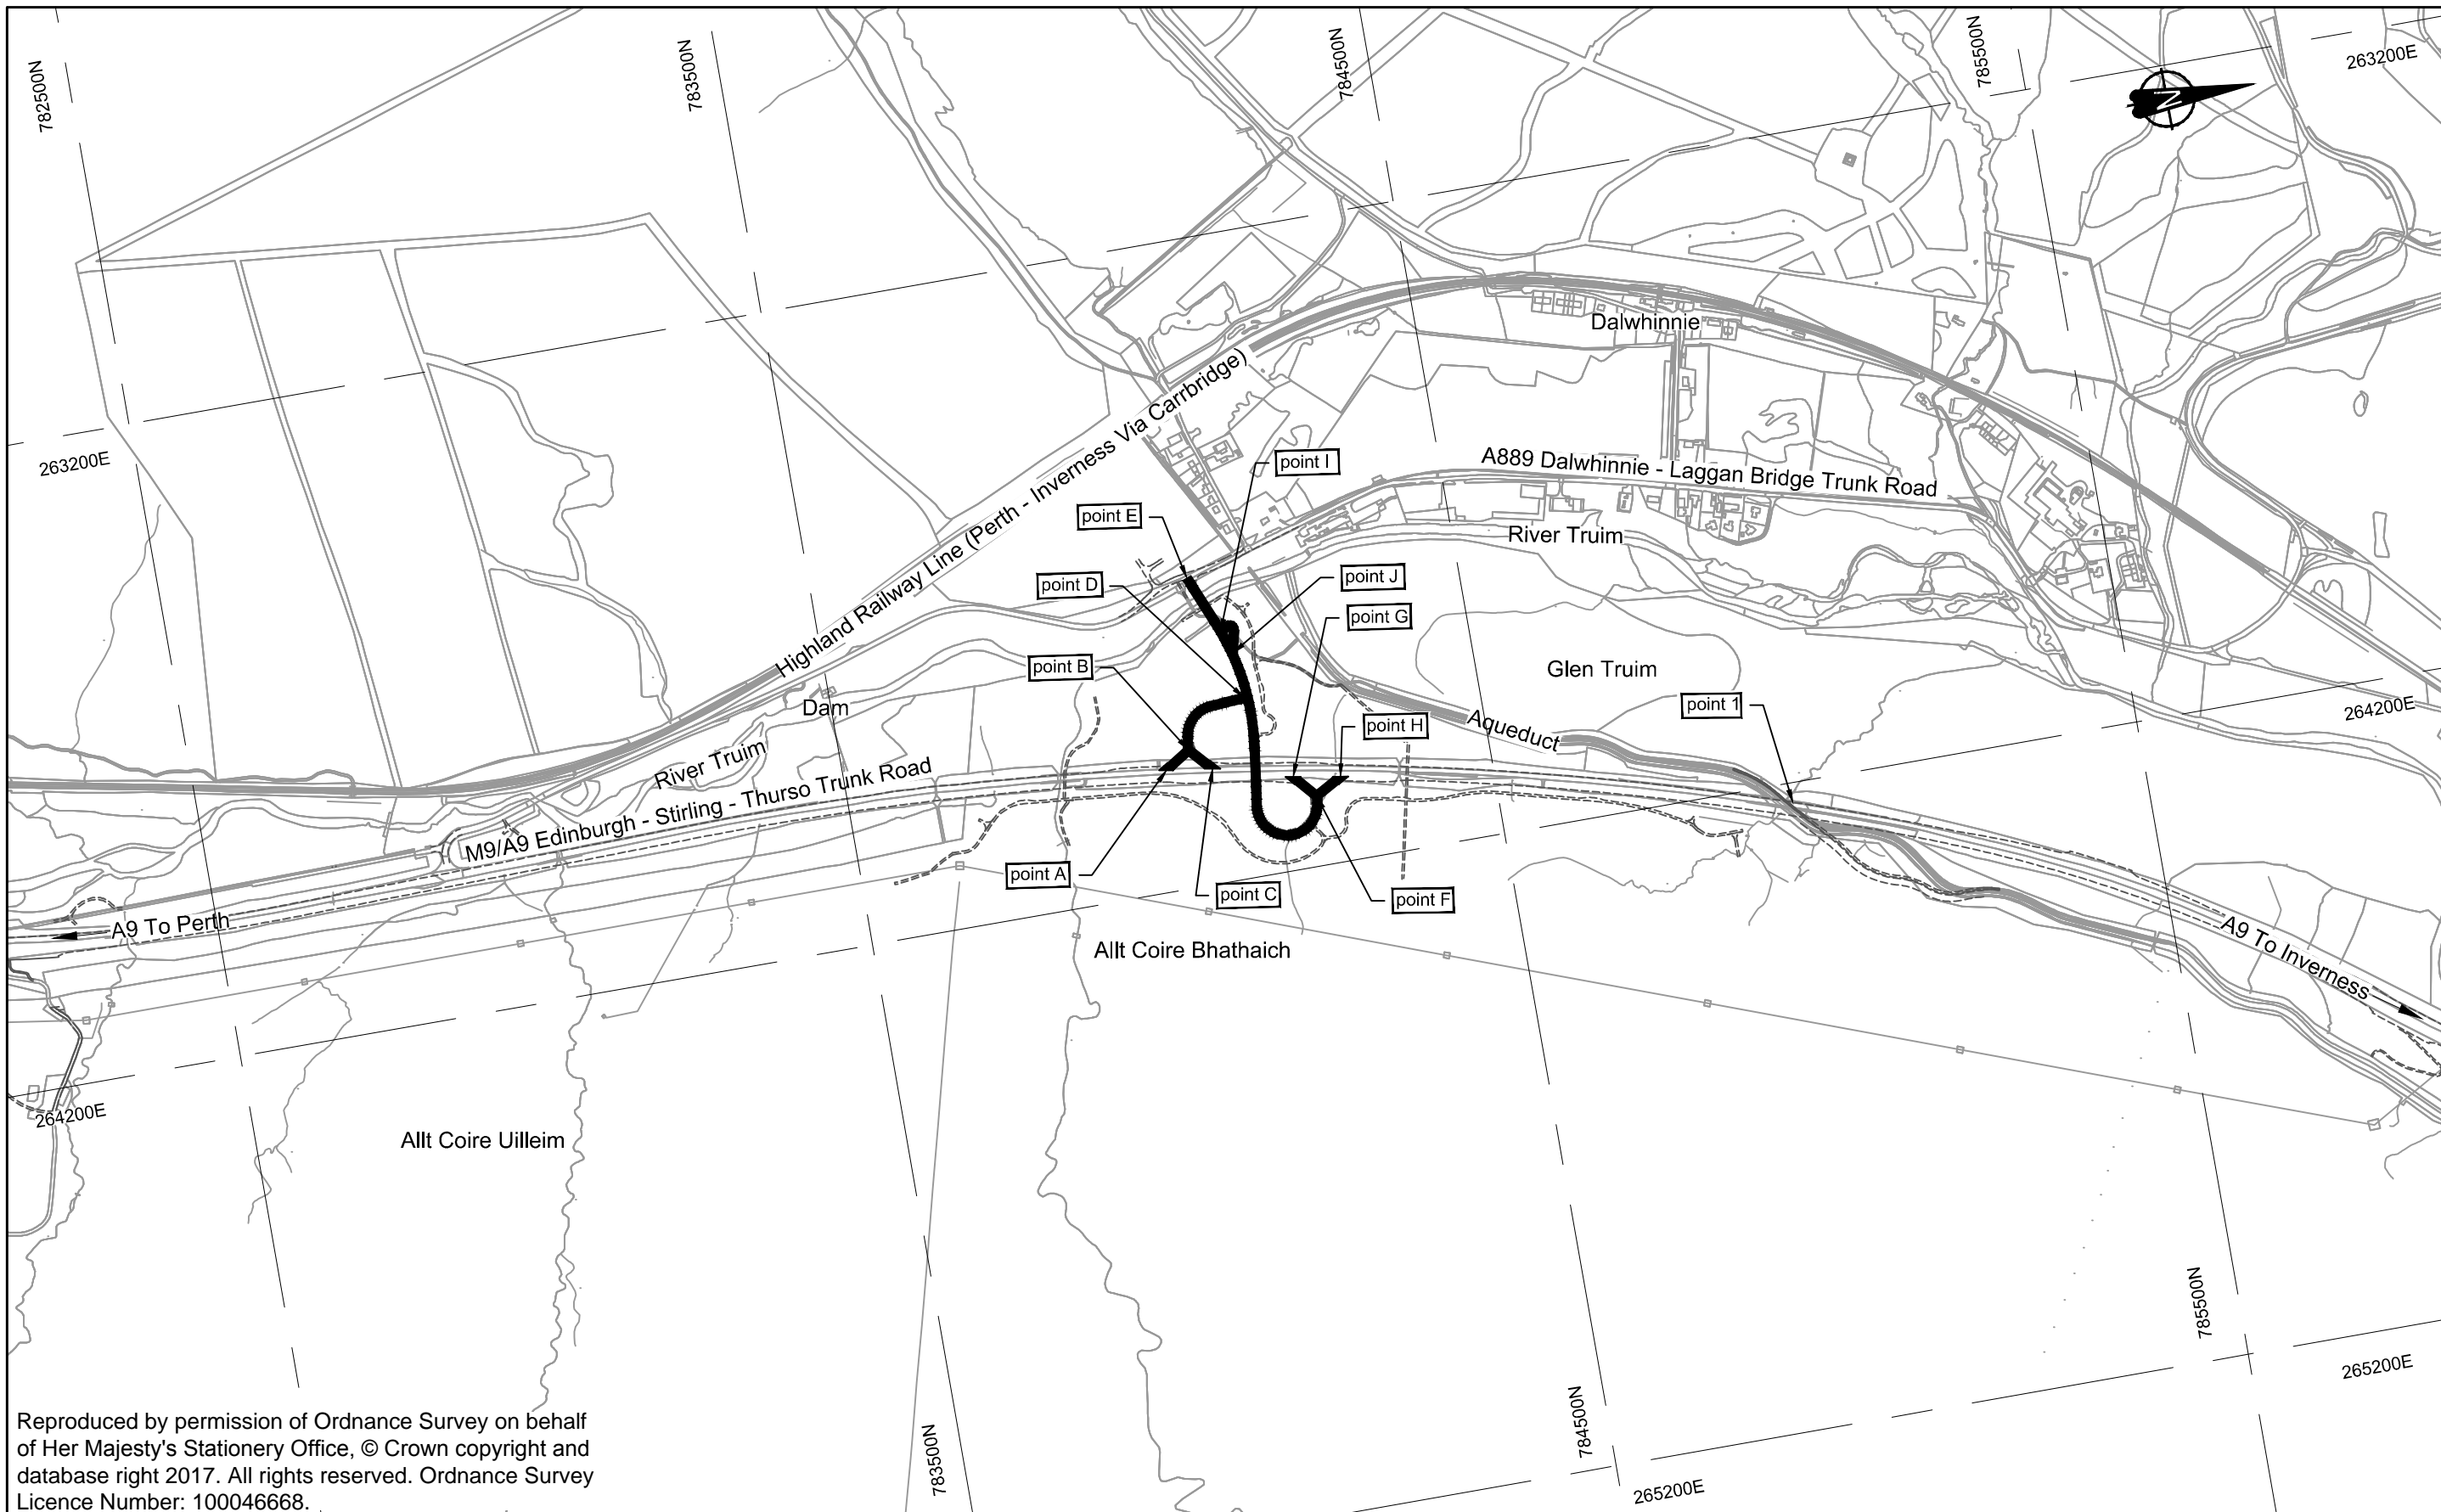 782500N
783500N
784500N
785500N
263200E
N
Dalwhinnie
263200E
Highland Railway Line (Perth - Inverness Via Carrbridge)
point I
A889 Dalwhinnie - Laggan Bridge Trunk Road
point E
River Truim
point D
point J
point G
point B
Glen Truim
Dam
point 1
264200E
point H
Aqueduct
River Truim
M9/A9 Edinburgh - Stirling - Thurso Trunk Road
point A
point C
point F
A9 To Perth
A9 To Inverness
Allt Coire Bhathaich
264200E
Allt Coire Uilleim
785500N
265200E
784500N
783500N
265200E
Reproduced by permission of Ordnance Survey on behalf
of Her Majesty's Stationery Office, © Crown copyright and
database right 2017. All rights reserved. Ordnance Survey
Licence Number: 100046668.